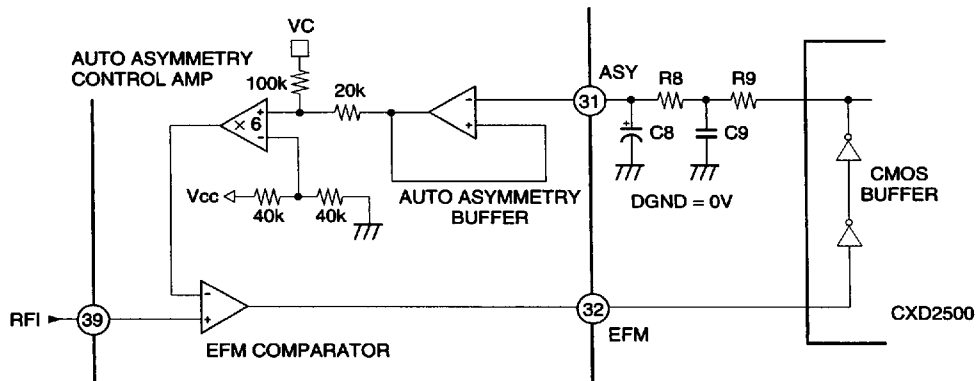 VC
AUTO ASYMMETRY
CONTROL AMP
100k
20k
+
× 6
−
−
+
ASY
31
R8
R9
+
C8
C9
Vcc
40k
40k
AUTO ASYMMETRY
BUFFER
DGND = 0V
CMOS
BUFFER
RFI
39
−
+
EFM COMPARATOR
32
EFM
CXD2500